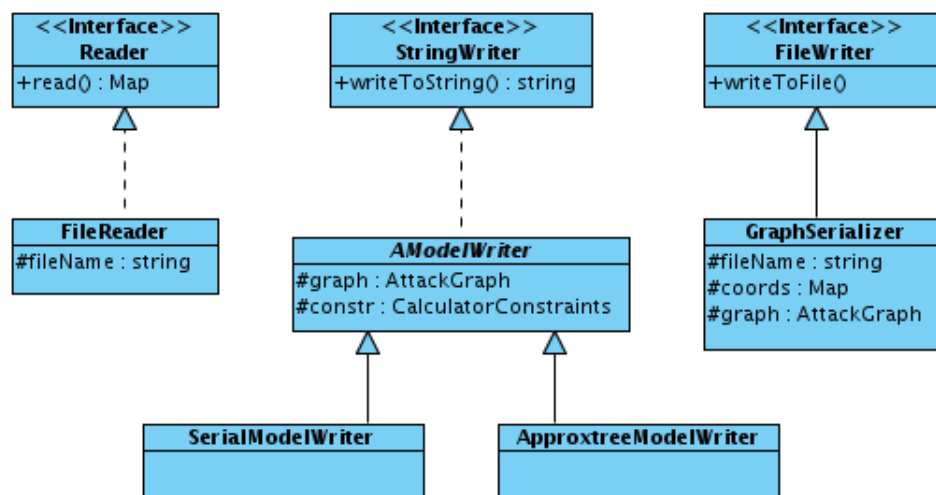 <<Interface>>
Reader
+read() : Map
<<Interface>>
StringWriter
+writeToString() : string
<<Interface>>
FileWriter
+writeToFile()
FileReader
#fileName : string
AModelWriter
#graph : AttackGraph
#constr : CalculatorConstraints
GraphSerializer
#fileName : string
#coords : Map
#graph : AttackGraph
SerialModelWriter
ApproxtreeModelWriter